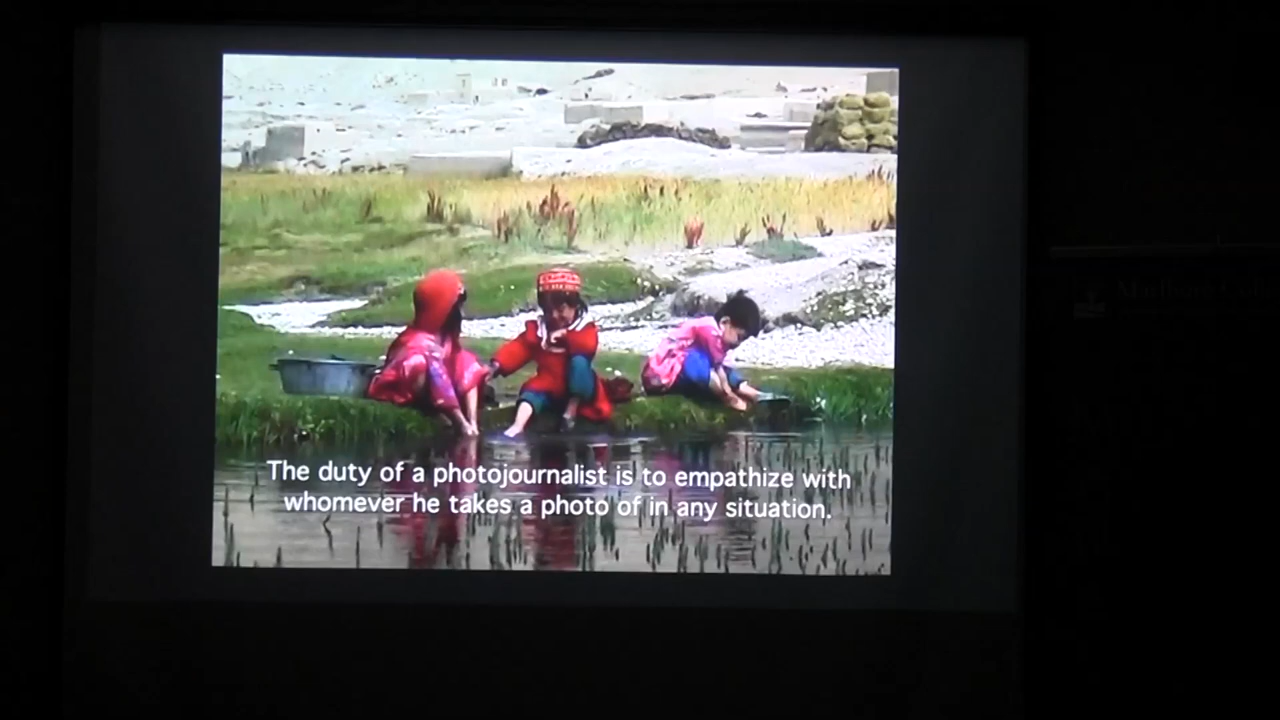 The duty of a photojournalist is to empathize with
whomever he takes a photo of in any situation.